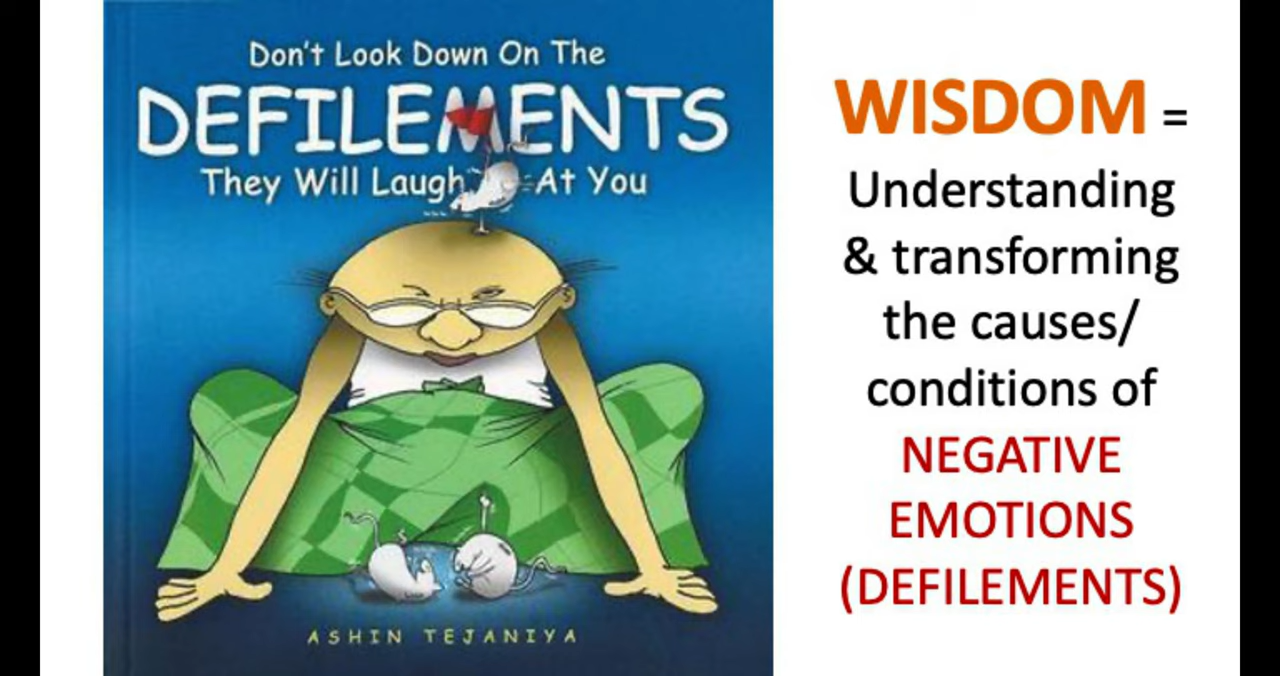 Don't Look Down On The
DEFILEMENTS
They Will Laugh At You
ASHIN TEJANIYA
WISDOM =
Understanding
& transforming
the causes/
conditions of
NEGATIVE
EMOTIONS
(DEFILEMENTS)